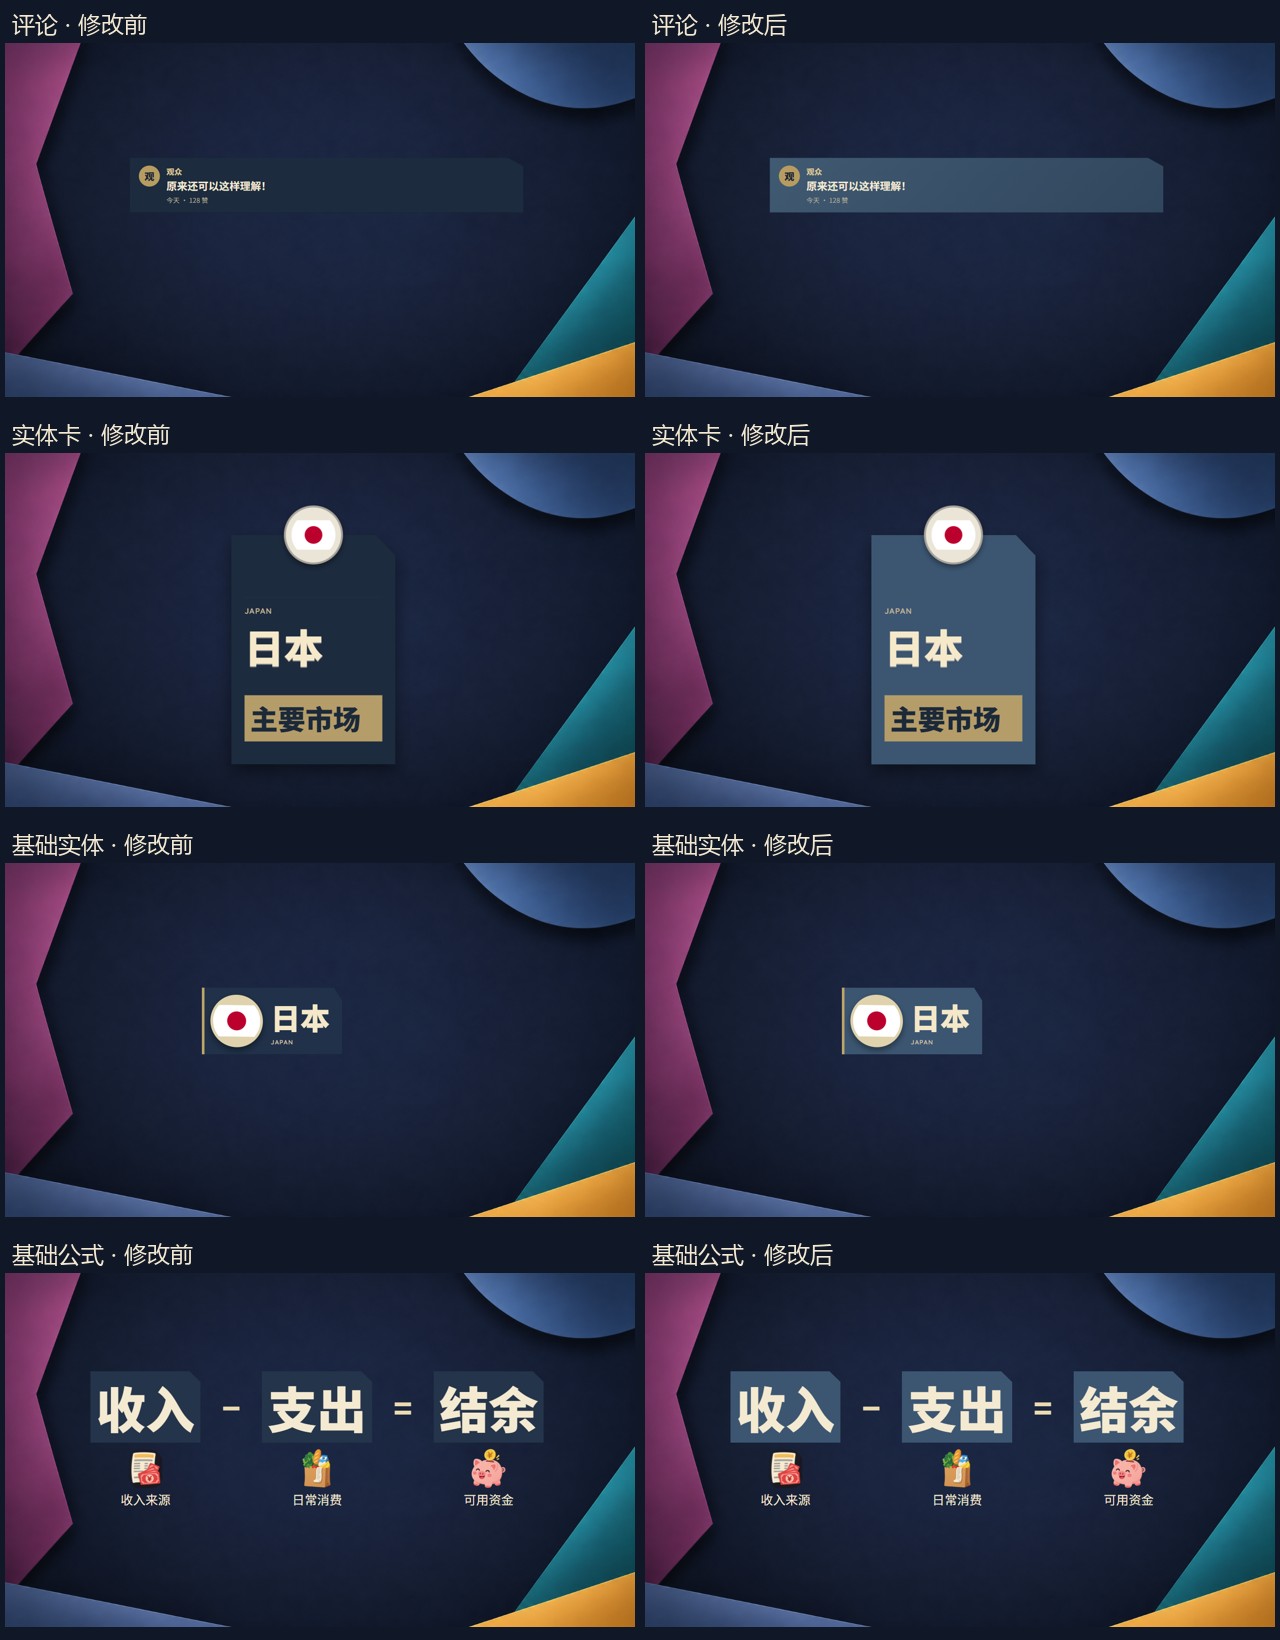 评论 · 修改前
观
观众
原来还可以这样理解!
今天 · 128 赞
评论 · 修改后
观
观众
原来还可以这样理解!
今天 · 128 赞
实体卡 · 修改前
JAPAN
日本
主要市场
实体卡 · 修改后
JAPAN
日本
主要市场
基础实体 · 修改前
日本
JAPAN
基础实体 · 修改后
日本
JAPAN
基础公式 · 修改前
收入 − 支出 = 结余
收入来源 日常消费 可用资金
基础公式 · 修改后
收入 − 支出 = 结余
收入来源 日常消费 可用资金